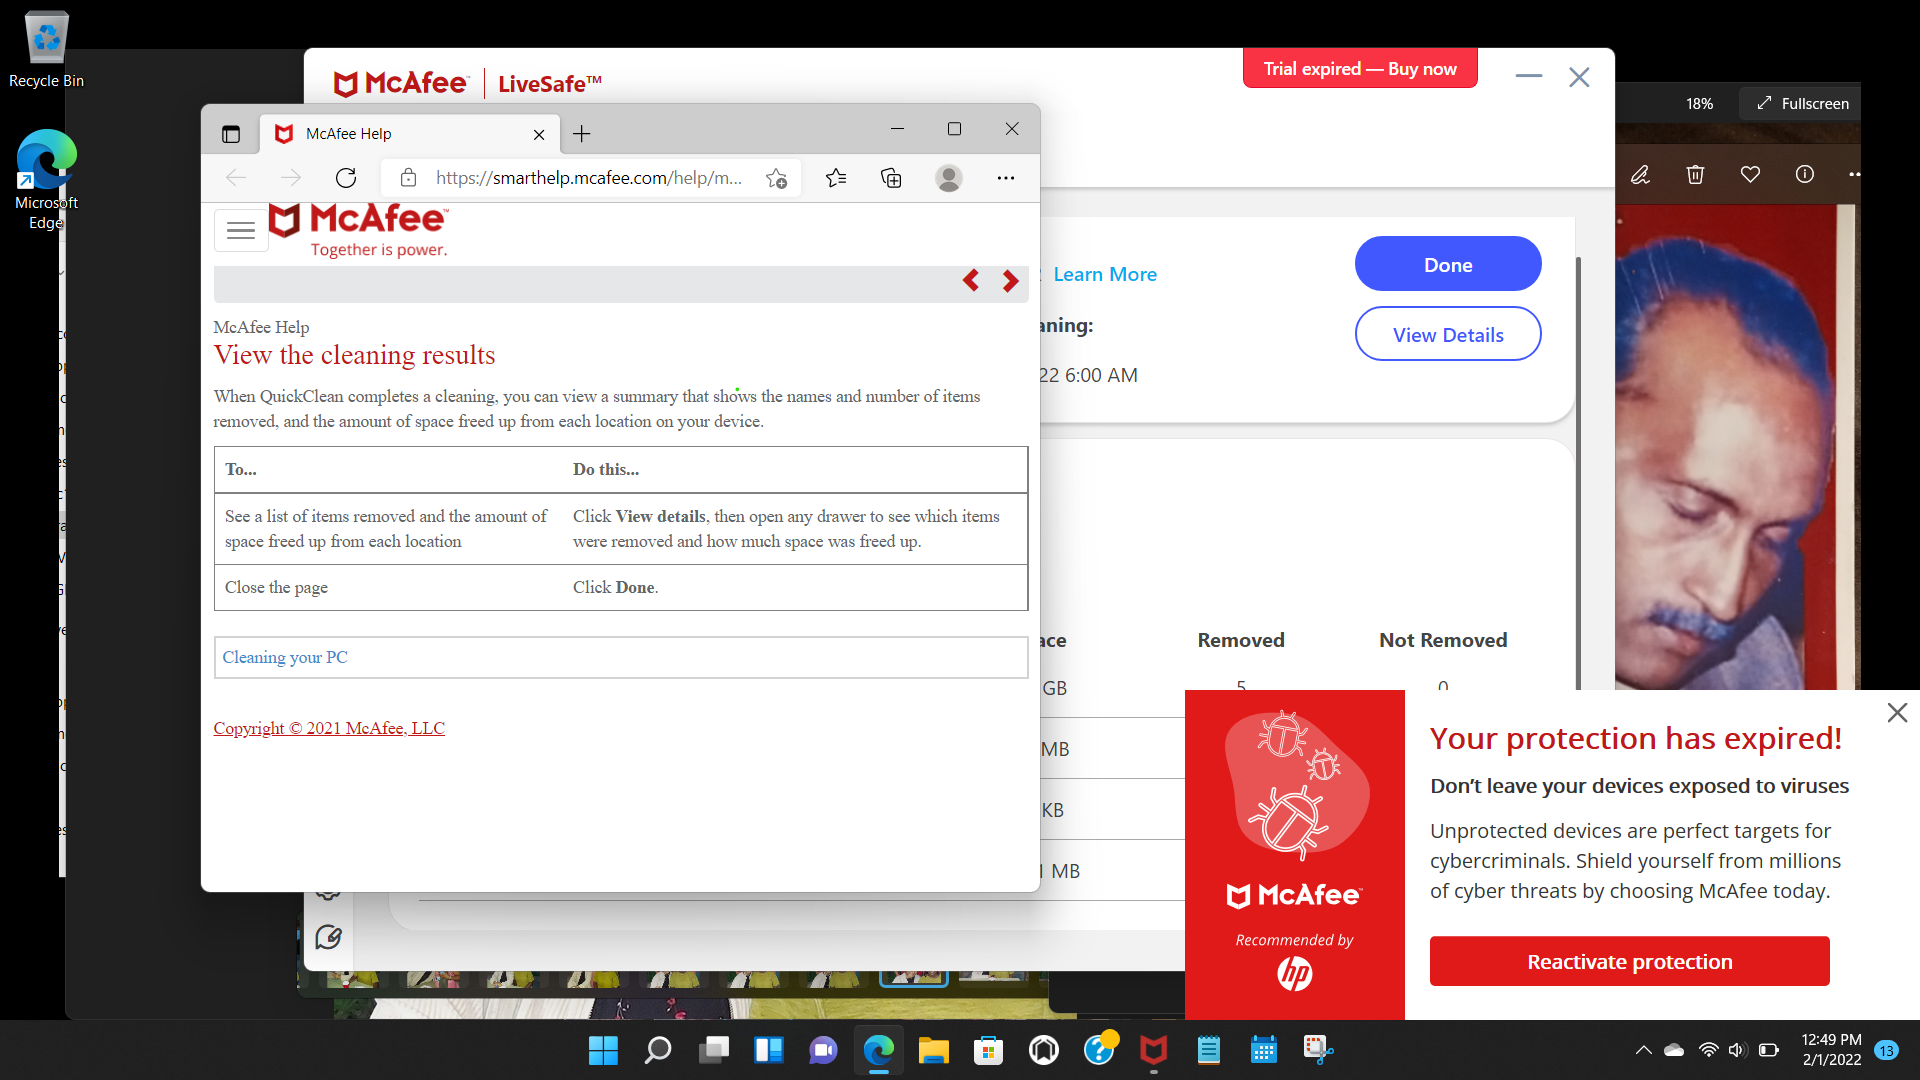 Recycle Bin
Microsoft
Edge
McAfee LiveSafe™
Trial expired — Buy now
18%
Fullscreen
McAfee Help
https://smarthelp.mcafee.com/help/m...
McAfee™
Together is power.
McAfee Help
View the cleaning results
When QuickClean completes a cleaning, you can view a summary that shows the names and number of items
removed, and the amount of space freed up from each location on your device.
To... Do this...
See a list of items removed and the amount of
space freed up from each location
Click View details, then open any drawer to see which items
were removed and how much space was freed up.
Close the page Click Done.
Cleaning your PC
Copyright © 2021 McAfee, LLC
Learn More
Done
View Details
aning:
22 6:00 AM
ace Removed Not Removed
GB 5 0
MB
KB
MB
McAfee™
Recommended by
hp
Your protection has expired!
Don't leave your devices exposed to viruses
Unprotected devices are perfect targets for
cybercriminals. Shield yourself from millions
of cyber threats by choosing McAfee today.
Reactivate protection
12:49 PM
2/1/2022
13